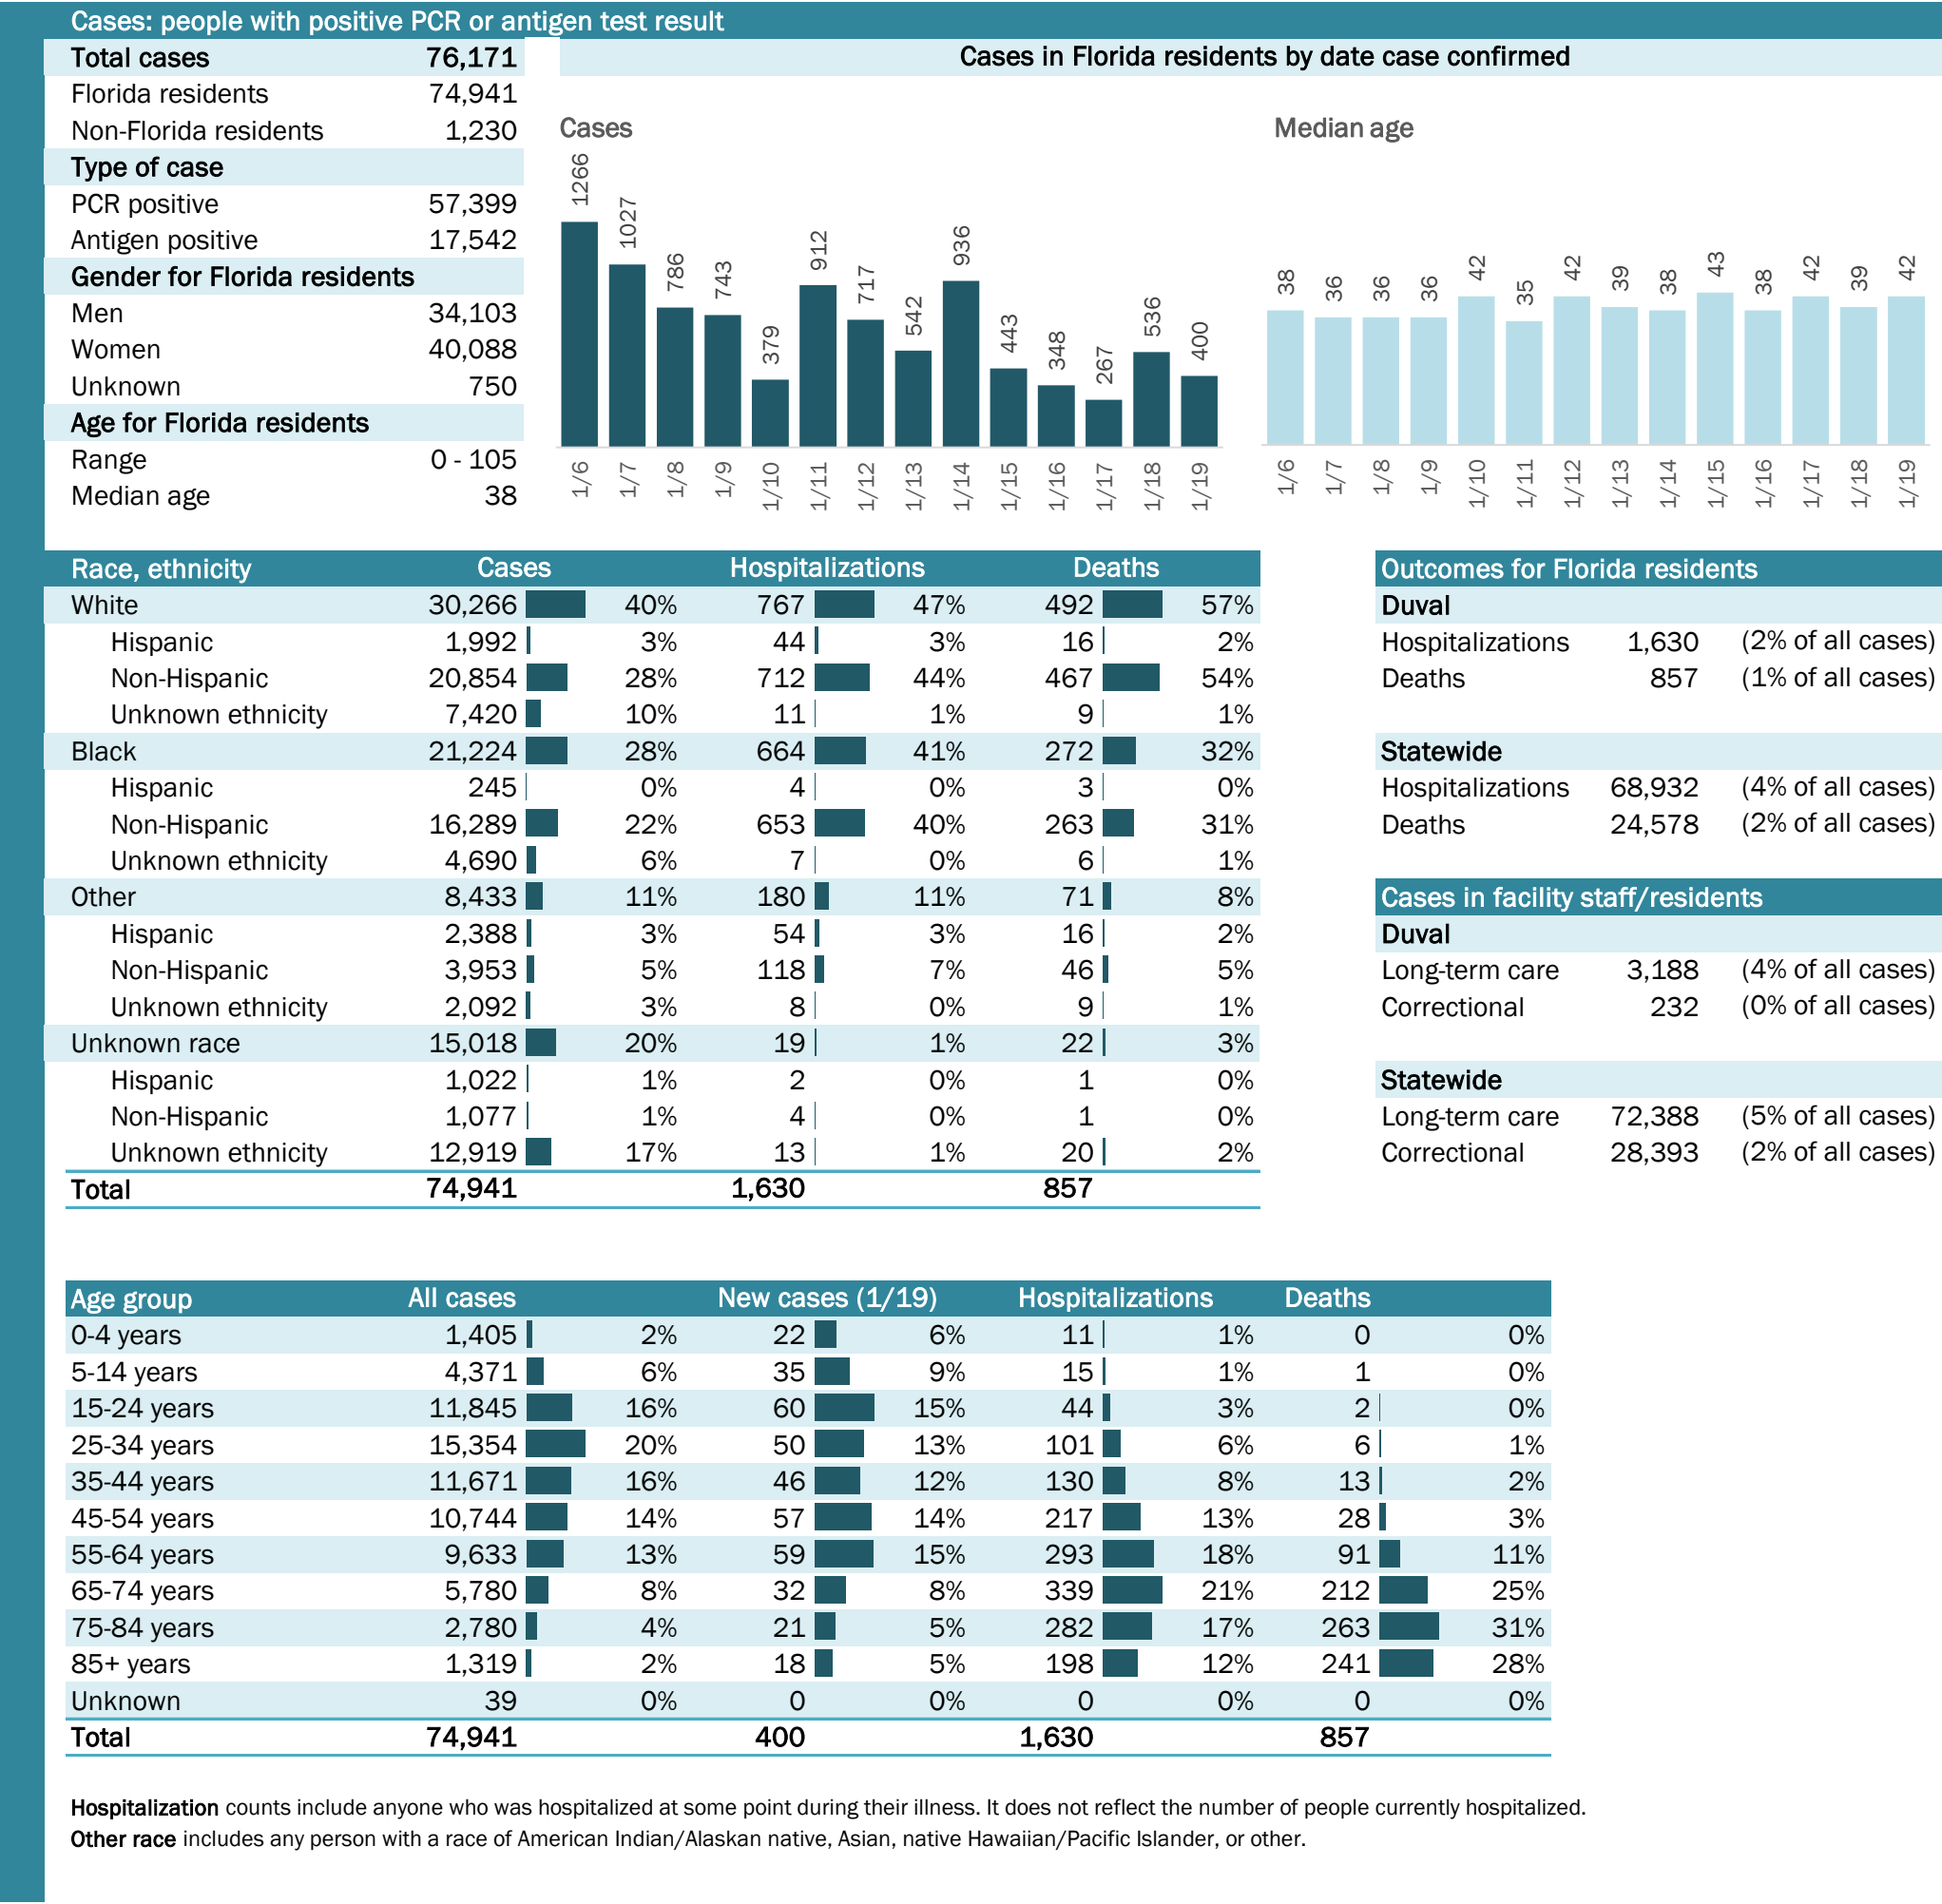 Cases: people with positive PCR or antigen test result
Total cases 76,171
Florida residents 74,941
Non-Florida residents 1,230
Type of case
PCR positive 57,399
Antigen positive 17,542
Gender for Florida residents
Men 34,103
Women 40,088
Unknown 750
Age for Florida residents
Range 0 - 105
Median age 38
Cases in Florida residents by date case confirmed
Cases
1266 1027 786 743 379 912 717 542 936 443 348 267 536 400
1/6 1/7 1/8 1/9 1/10 1/11 1/12 1/13 1/14 1/15 1/16 1/17 1/18 1/19
Median age
38 36 36 36 42 35 42 39 38 43 38 42 39 42
1/6 1/7 1/8 1/9 1/10 1/11 1/12 1/13 1/14 1/15 1/16 1/17 1/18 1/19
Race, ethnicity Cases Hospitalizations Deaths
White 30,266 40% 767 47% 492 57%
Hispanic 1,992 3% 44 3% 16 2%
Non-Hispanic 20,854 28% 712 44% 467 54%
Unknown ethnicity 7,420 10% 11 1% 9 1%
Black 21,224 28% 664 41% 272 32%
Hispanic 245 0% 4 0% 3 0%
Non-Hispanic 16,289 22% 653 40% 263 31%
Unknown ethnicity 4,690 6% 7 0% 6 1%
Other 8,433 11% 180 11% 71 8%
Hispanic 2,388 3% 54 3% 16 2%
Non-Hispanic 3,953 5% 118 7% 46 5%
Unknown ethnicity 2,092 3% 8 0% 9 1%
Unknown race 15,018 20% 19 1% 22 3%
Hispanic 1,022 1% 2 0% 1 0%
Non-Hispanic 1,077 1% 4 0% 1 0%
Unknown ethnicity 12,919 17% 13 1% 20 2%
Total 74,941 1,630 857
Outcomes for Florida residents
Duval
Hospitalizations 1,630 (2% of all cases)
Deaths 857 (1% of all cases)
Statewide
Hospitalizations 68,932 (4% of all cases)
Deaths 24,578 (2% of all cases)
Cases in facility staff/residents
Duval
Long-term care 3,188 (4% of all cases)
Correctional 232 (0% of all cases)
Statewide
Long-term care 72,388 (5% of all cases)
Correctional 28,393 (2% of all cases)
Age group All cases New cases (1/19) Hospitalizations Deaths
0-4 years 1,405 2% 22 6% 11 1% 0 0%
5-14 years 4,371 6% 35 9% 15 1% 1 0%
15-24 years 11,845 16% 60 15% 44 3% 2 0%
25-34 years 15,354 20% 50 13% 101 6% 6 1%
35-44 years 11,671 16% 46 12% 130 8% 13 2%
45-54 years 10,744 14% 57 14% 217 13% 28 3%
55-64 years 9,633 13% 59 15% 293 18% 91 11%
65-74 years 5,780 8% 32 8% 339 21% 212 25%
75-84 years 2,780 4% 21 5% 282 17% 263 31%
85+ years 1,319 2% 18 5% 198 12% 241 28%
Unknown 39 0% 0 0% 0 0% 0 0%
Total 74,941 400 1,630 857
Hospitalization counts include anyone who was hospitalized at some point during their illness. It does not reflect the number of people currently hospitalized.
Other race includes any person with a race of American Indian/Alaskan native, Asian, native Hawaiian/Pacific Islander, or other.